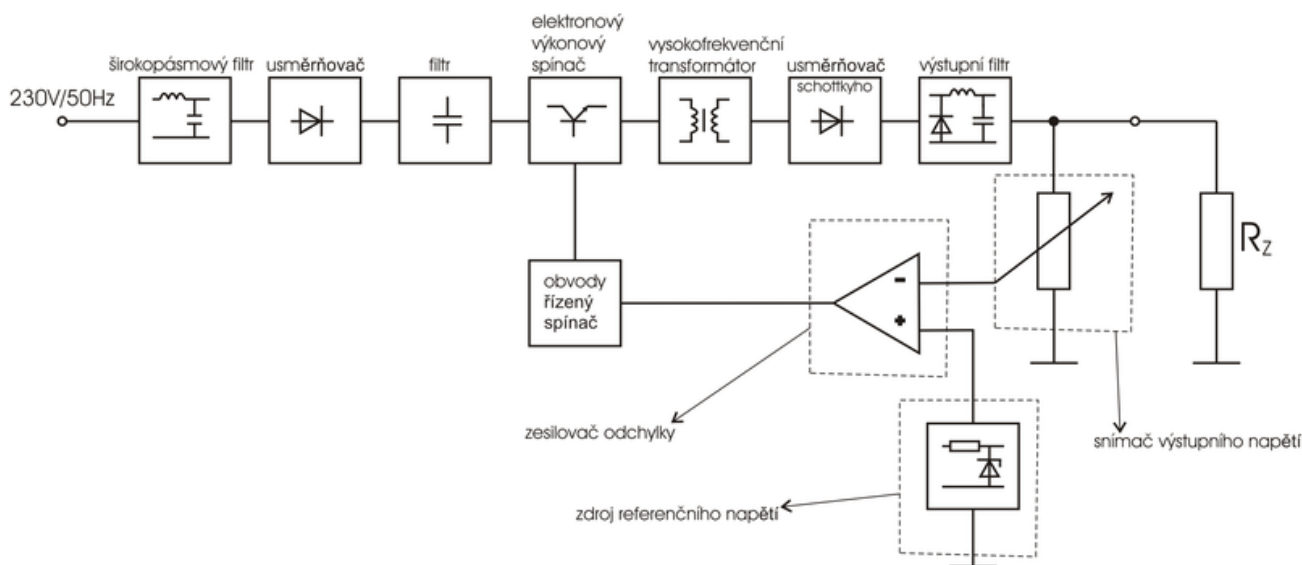 elektronový
výkonový
spínač
vysokofrekvenční
transformátor
širokopásmový filtr
usměrňovač
filtr
usměrňovač
schottkyho
výstupní filtr
230V/50Hz
obvody
řízený
spínač
-
+
RZ
zesilovač odchylky
snímač výstupního napětí
zdroj referenčního napětí